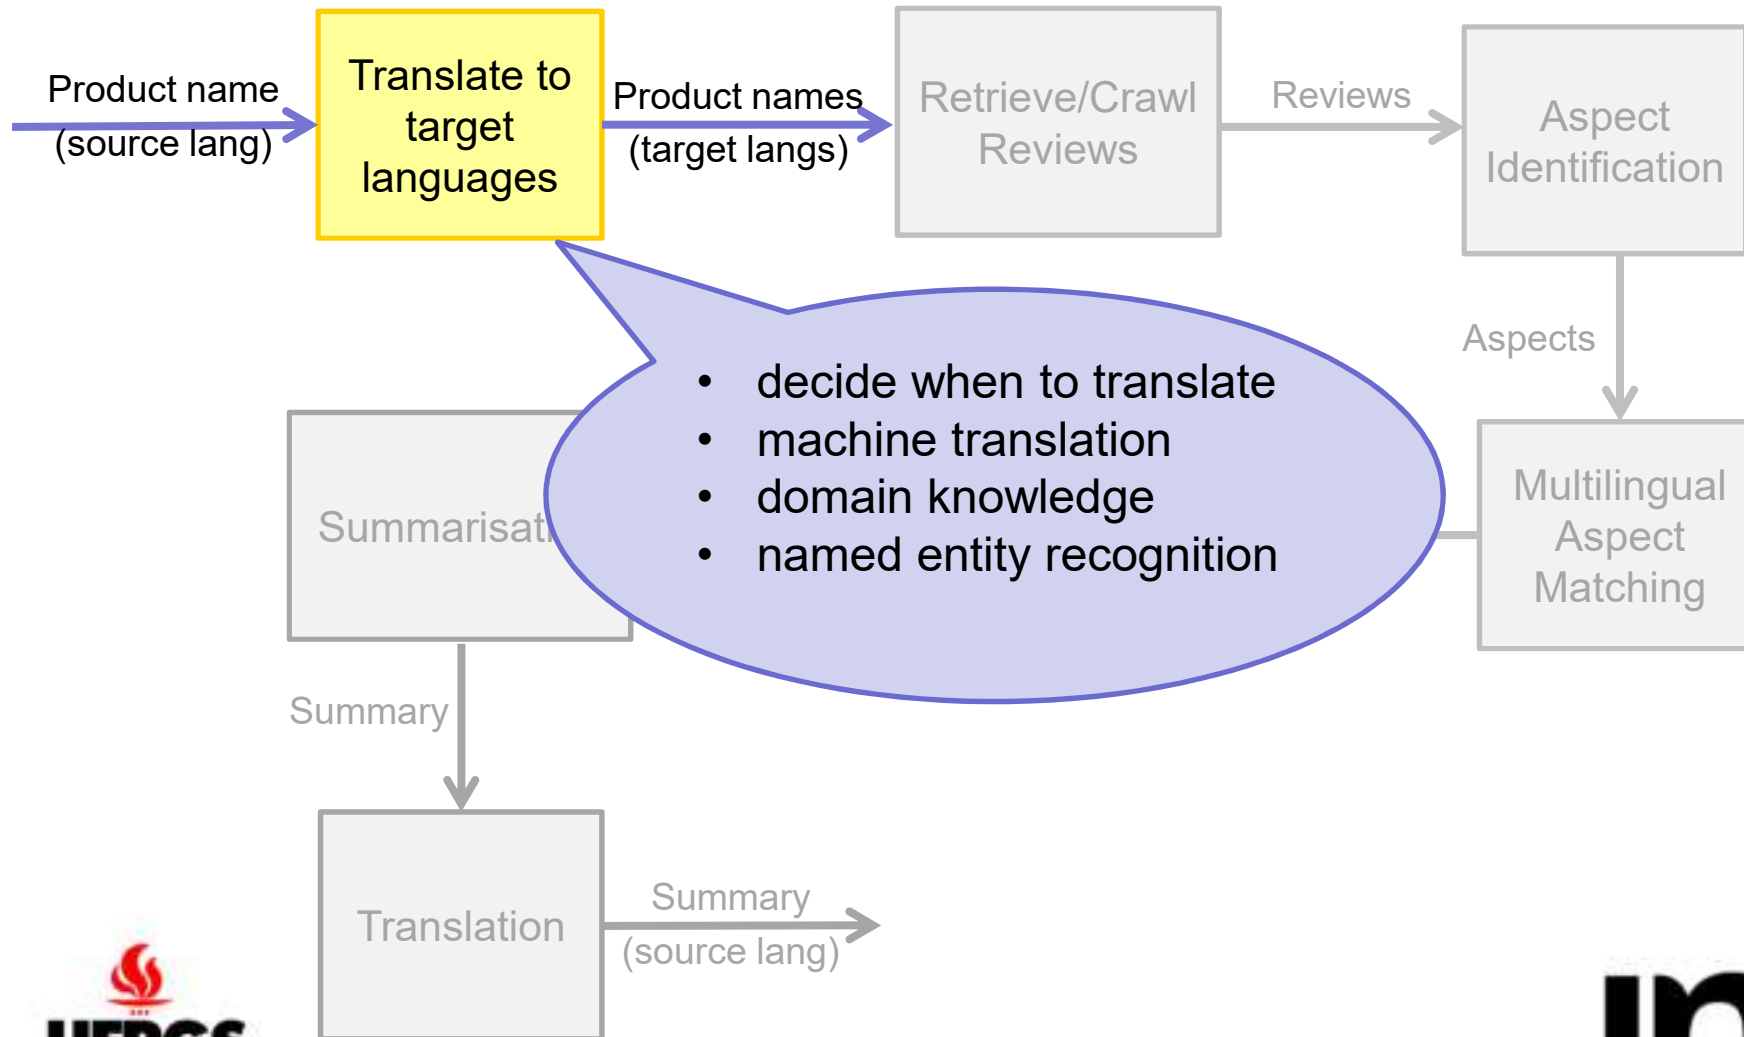 Product name
(source lang)
Translate to
target
languages
Product names
(target langs)
Retrieve/Crawl
Reviews
Reviews
Aspect
Identification
Aspects
Multilingual
Aspect
Matching
• decide when to translate
• machine translation
• domain knowledge
• named entity recognition
Summary
Translation
Summary
(source lang)
UFRGS